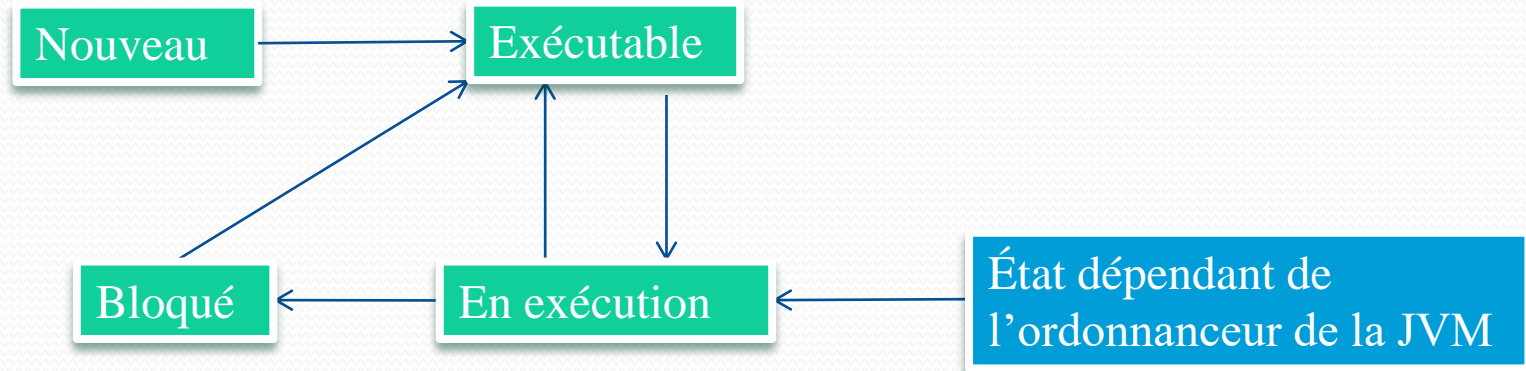 Nouveau
Exécutable
Bloqué
En exécution
État dépendant de
l’ordonnanceur de la JVM